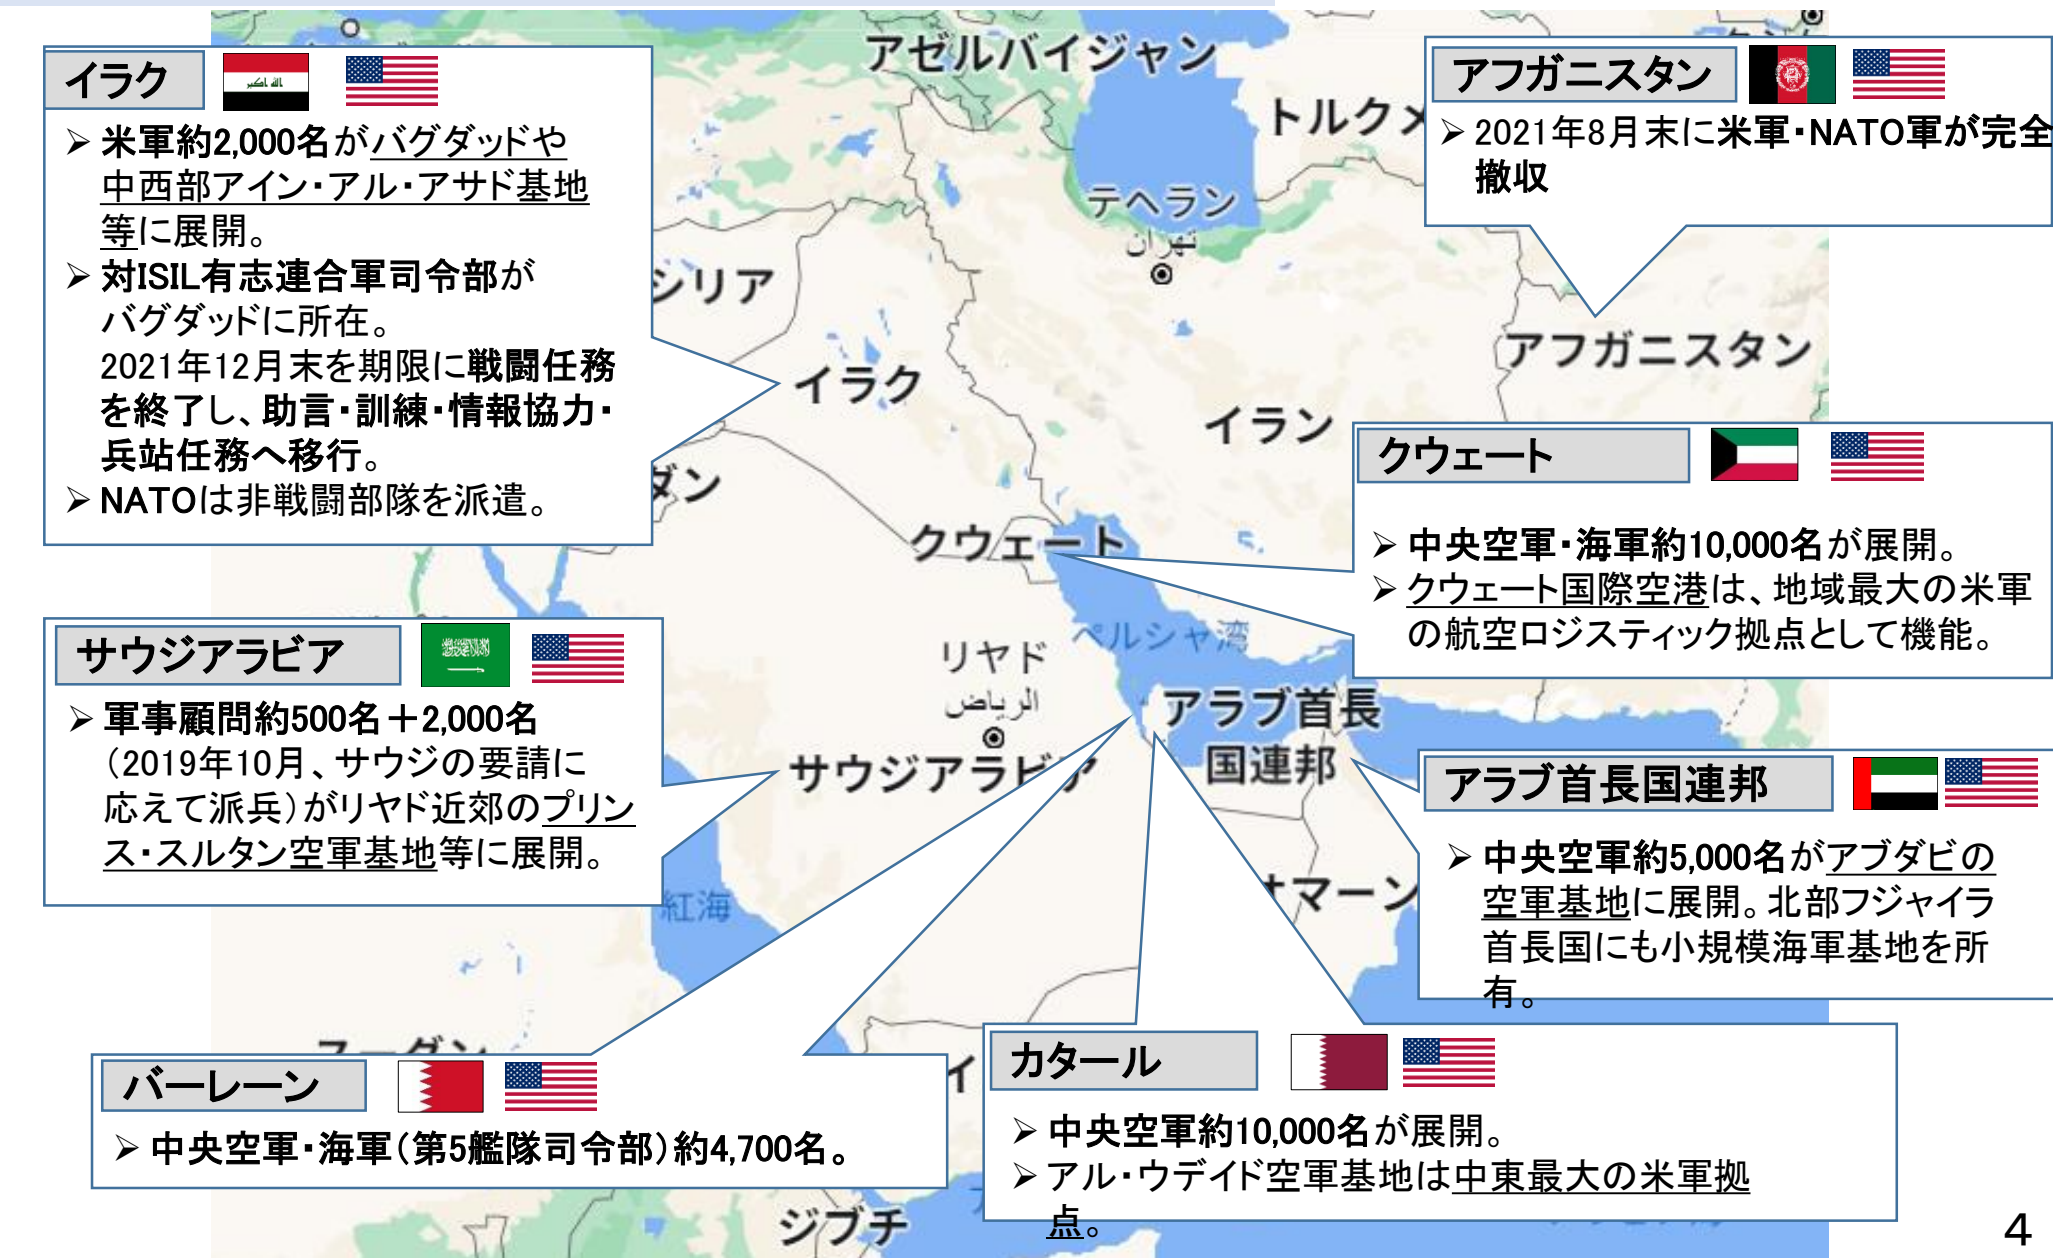 イラク
➢ 米軍約2,000名がバグダッドや
中西部アイン・アル・アサド基地
等に展開。
➢ 対ISIL有志連合軍司令部が
バグダッドに所在。
2021年12月末を期限に戦闘任務
を終了し、助言・訓練・情報協力・
兵站任務へ移行。
➢ NATOは非戦闘部隊を派遣。
アフガニスタン
➢ 2021年8月末に米軍・NATO軍が完全
撤収
クウェート
➢ 中央空軍・海軍約10,000名が展開。
➢ クウェート国際空港は、地域最大の米軍
の航空ロジスティック拠点として機能。
サウジアラビア
➢ 軍事顧問約500名＋2,000名
（2019年10月、サウジの要請に
応えて派兵）がリヤド近郊のプリン
ス・スルタン空軍基地等に展開。
アラブ首長国連邦
➢ 中央空軍約5,000名がアブダビの
空軍基地に展開。北部フジャイラ
首長国にも小規模海軍基地を所
有。
バーレーン
➢ 中央空軍・海軍（第5艦隊司令部）約4,700名。
カタール
➢ 中央空軍約10,000名が展開。
➢ アル・ウデイド空軍基地は中東最大の米軍拠
点。
アゼルバイジャン
トルクメ
テヘラン
تهران
シリア
イラク
イラン
アフガニスタン
ダン
クウェート
ペルシャ湾
リヤド
الرياض
サウジアラビア
アラブ首長
国連邦
オマーン
紅海
スーダン
イ
ジブチ
4